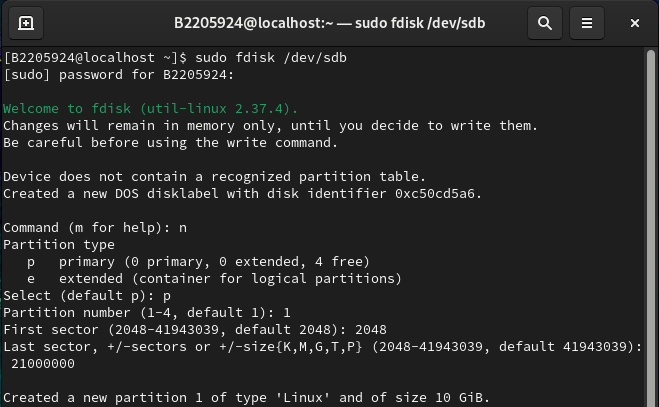 B2205924@localhost:~ — sudo fdisk /dev/sdb
[B2205924@localhost ~]$ sudo fdisk /dev/sdb
[sudo] password for B2205924:
Welcome to fdisk (util-linux 2.37.4).
Changes will remain in memory only, until you decide to write them.
Be careful before using the write command.
Device does not contain a recognized partition table.
Created a new DOS disklabel with disk identifier 0xc50cd5a6.
Command (m for help): n
Partition type
p   primary (0 primary, 0 extended, 4 free)
e   extended (container for logical partitions)
Select (default p): p
Partition number (1-4, default 1): 1
First sector (2048-41943039, default 2048): 2048
Last sector, +/-sectors or +/-size{K,M,G,T,P} (2048-41943039, default 41943039):
21000000
Created a new partition 1 of type 'Linux' and of size 10 GiB.